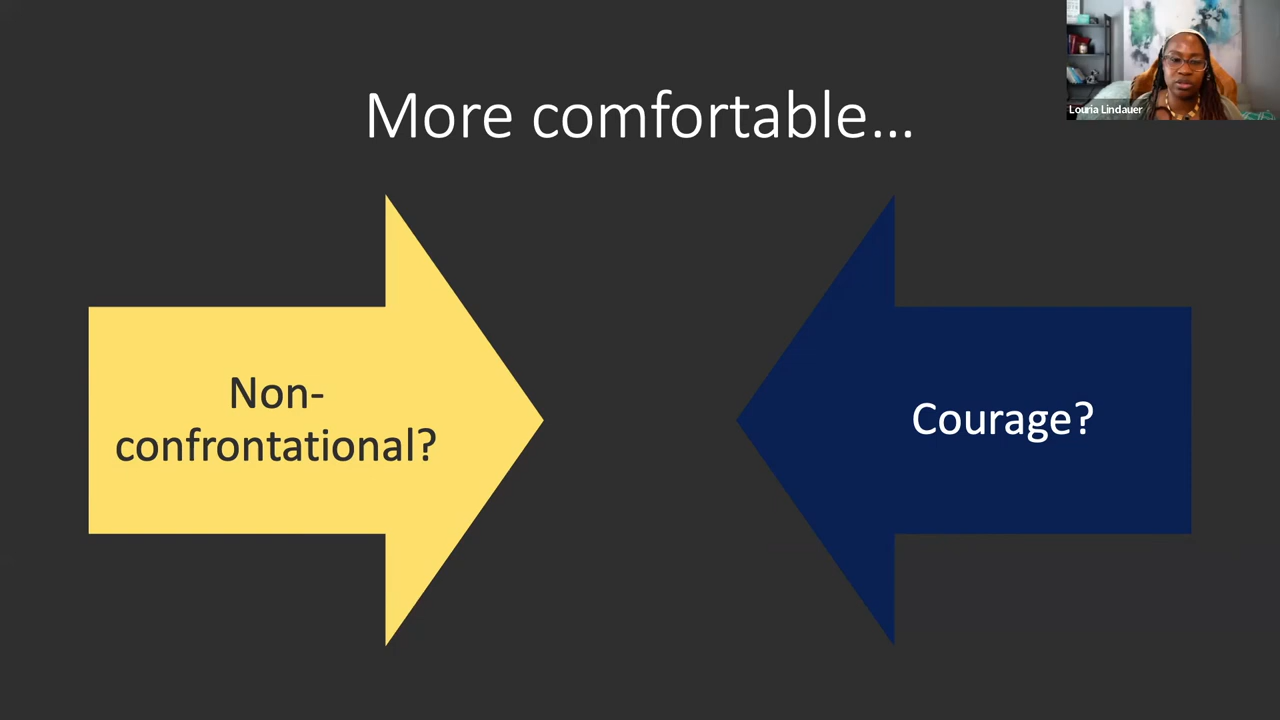 More comfortable...
Louria Lindauer
Non-
confrontational?
Courage?